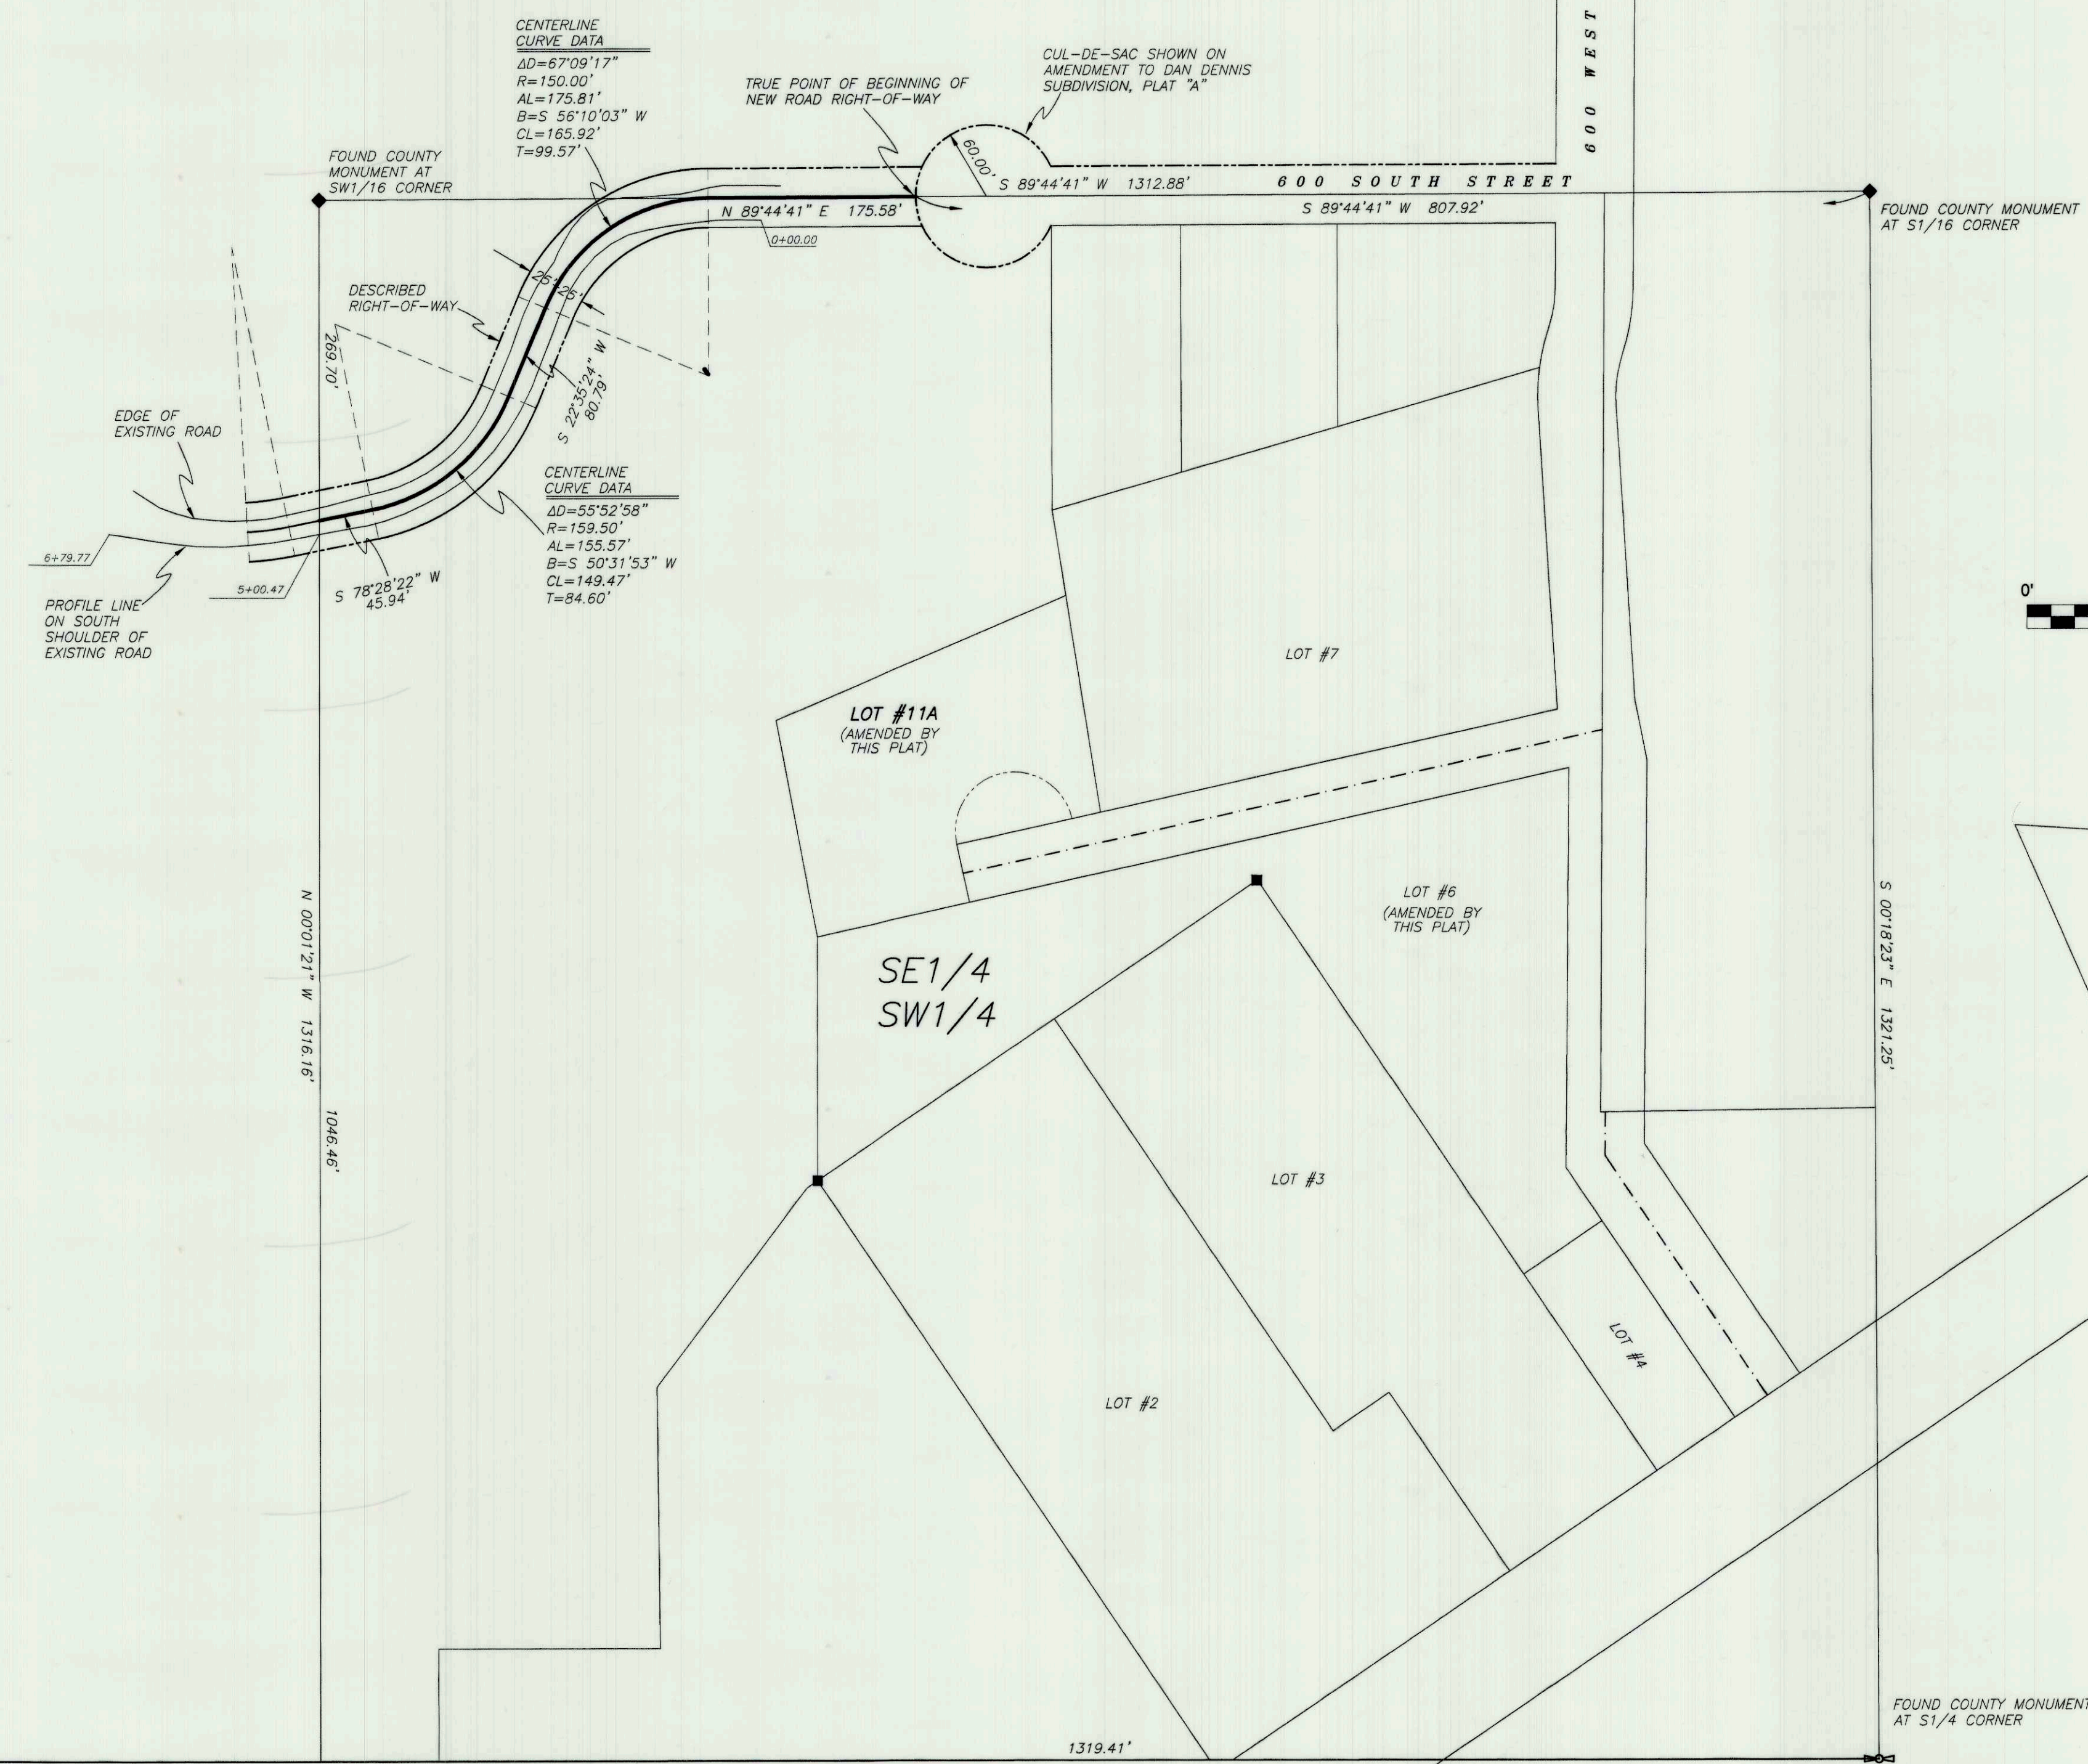 CENTERLINE
CURVE DATA
ΔD=67°09'17"
R=150.00'
AL=175.81'
B=S 56°10'03" W
CL=165.92'
T=99.57'
TRUE POINT OF BEGINNING OF
NEW ROAD RIGHT-OF-WAY
CUL-DE-SAC SHOWN ON
AMENDMENT TO DAN DENNIS
SUBDIVISION, PLAT "A"
600 WEST
FOUND COUNTY
MONUMENT AT
SW1/16 CORNER
60.00'
S 89°44'41" W 1312.88'
600 SOUTH STREET
N 89°44'41" E 175.58'
S 89°44'41" W 807.92'
FOUND COUNTY MONUMENT
AT S1/16 CORNER
0+00.00
25'
25'
DESCRIBED
RIGHT-OF-WAY
269.70'
S 22°35'24" W
80.79'
EDGE OF
EXISTING ROAD
CENTERLINE
CURVE DATA
ΔD=55°52'58"
R=159.50'
AL=155.57'
B=S 50°31'53" W
CL=149.47'
T=84.60'
6+79.77
5+00.47
S 78°28'22" W
45.94'
PROFILE LINE
ON SOUTH
SHOULDER OF
EXISTING ROAD
0'
LOT #7
LOT #11A
(AMENDED BY
THIS PLAT)
LOT #6
(AMENDED BY
THIS PLAT)
N 00°01'21" W 1316.16'
1046.46'
S 00°18'23" E 1321.25'
SE1/4
SW1/4
LOT #3
LOT #4
LOT #2
1319.41'
FOUND COUNTY MONUMENT
AT S1/4 CORNER